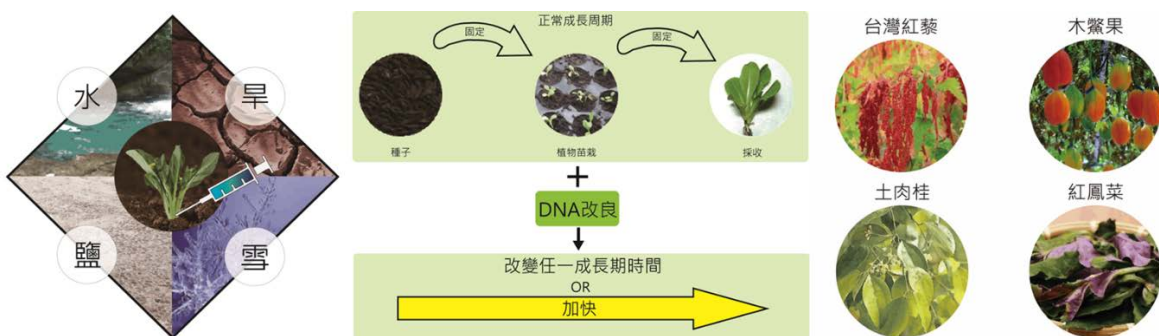 水
旱
鹽
雪
正常成長周期
固定
固定
種子
植物苗栽
採收
+
DNA改良
改變任一成長期時間
OR
加快
台灣紅藜
木鱉果
土肉桂
紅鳳菜